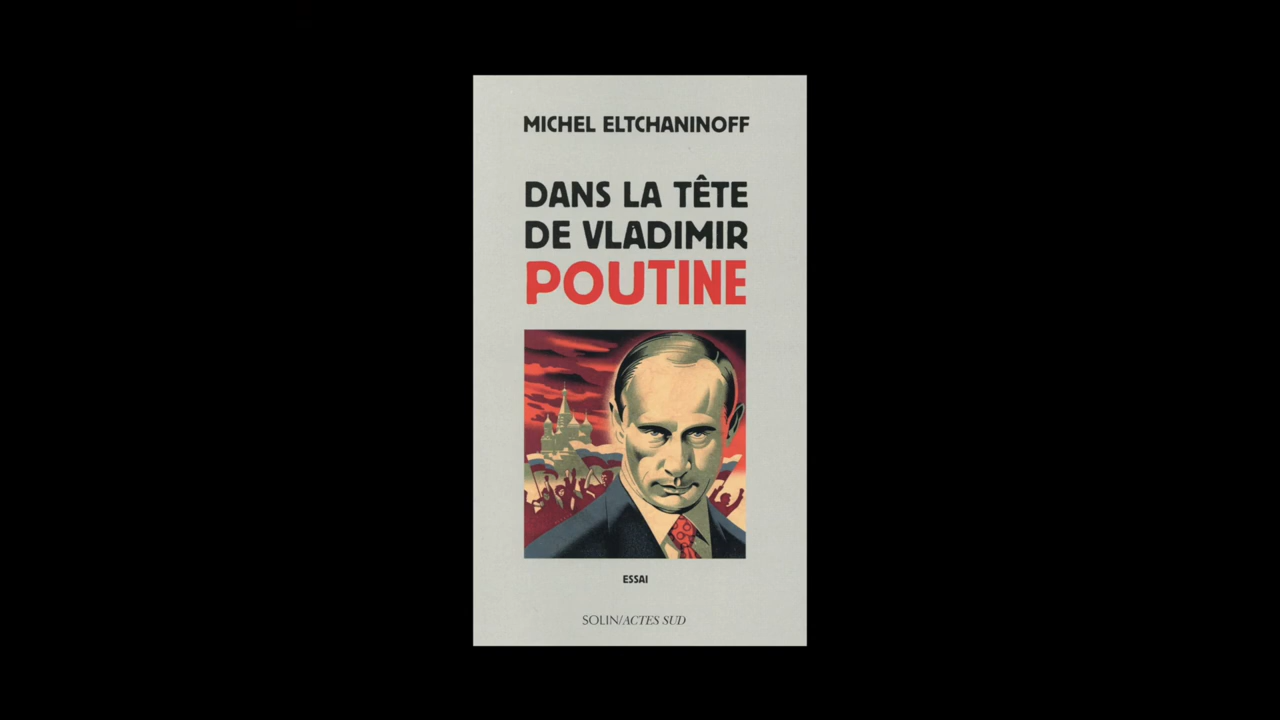 MICHEL ELTCHANINOFF
DANS LA TÊTE
DE VLADIMIR
POUTINE
ESSAI
SOLIN/ACTES SUD